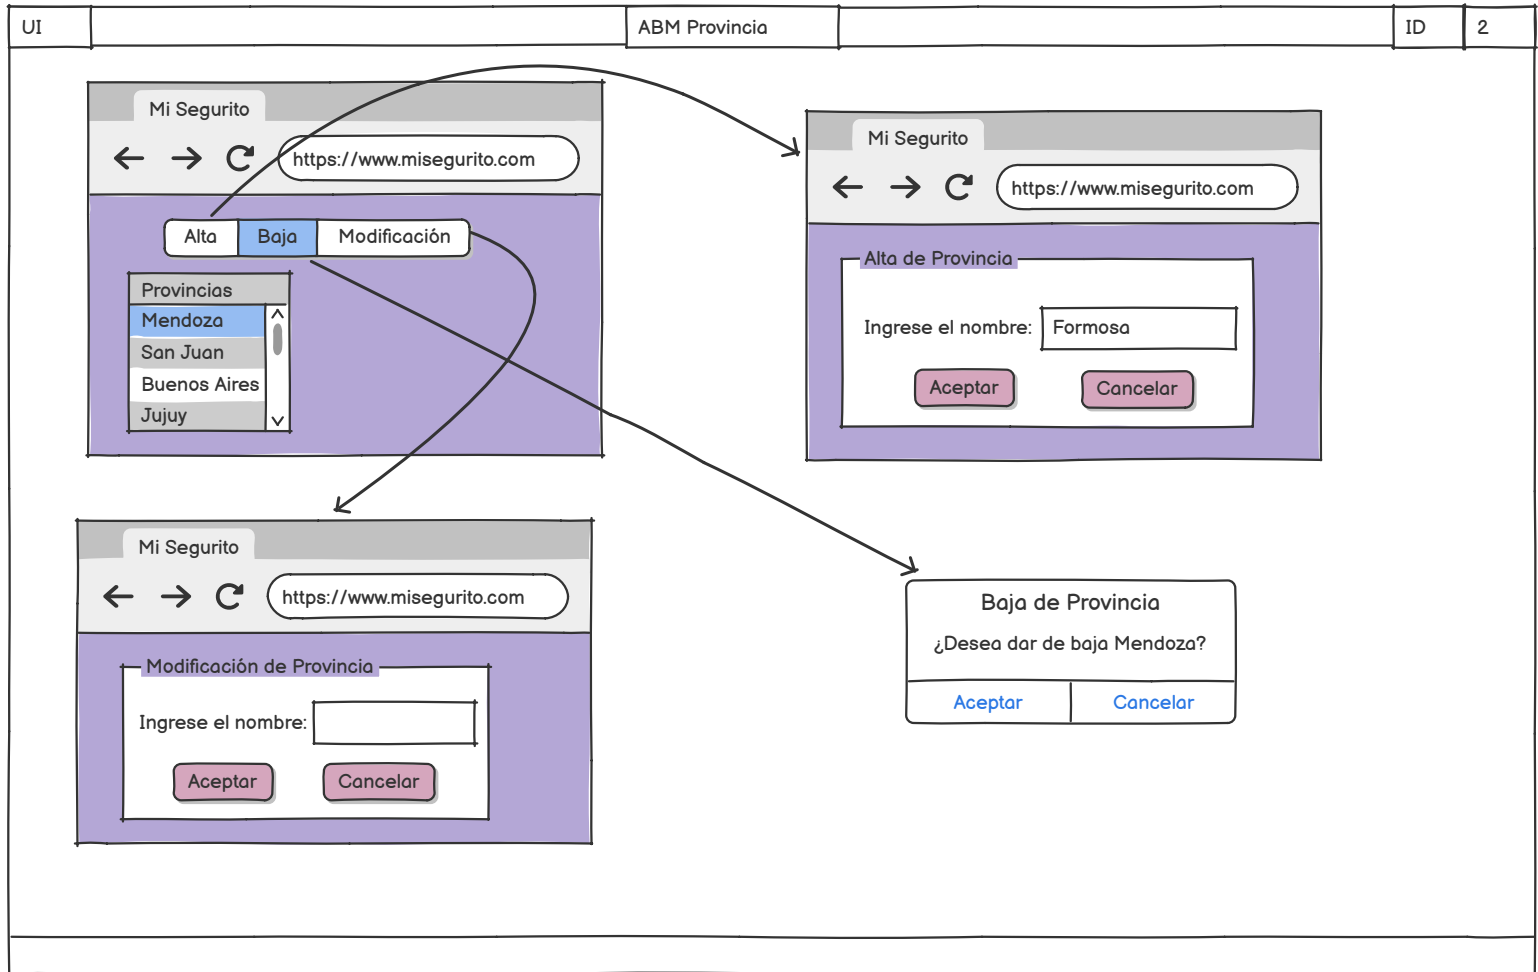 UI
ABM Provincia
ID
2
Mi Segurito
https://www.misegurito.com
Alta
Baja
Modificación
Provincias
Mendoza
San Juan
Buenos Aires
Jujuy
Mi Segurito
https://www.misegurito.com
Alta de Provincia
Ingrese el nombre:
Formosa
Aceptar
Cancelar
Mi Segurito
https://www.misegurito.com
Modificación de Provincia
Ingrese el nombre:
Aceptar
Cancelar
Baja de Provincia
¿Desea dar de baja Mendoza?
Aceptar
Cancelar